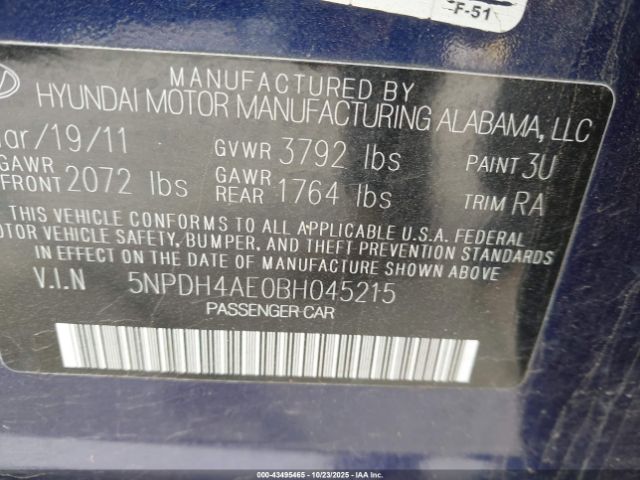 F-51
MANUFACTURED BY
HYUNDAI MOTOR MANUFACTURING ALABAMA, LLC
ar/19/11 GVWR 3792 lbs PAINT 3U
GAWR FRONT 2072 lbs GAWR REAR 1764 lbs TRIM RA
THIS VEHICLE CONFORMS TO ALL APPLICABLE U.S.A. FEDERAL
OTOR VEHICLE SAFETY, BUMPER, AND THEFT PREVENTION STANDARDS
IN EFFECT ON THE DATE OF MANUFACTURE SHOWN ABOVE.
V.I.N 5NPDH4AE0BH045215
PASSENGER CAR
000-43495465 - 10/23/2025 - IAAI, Inc.